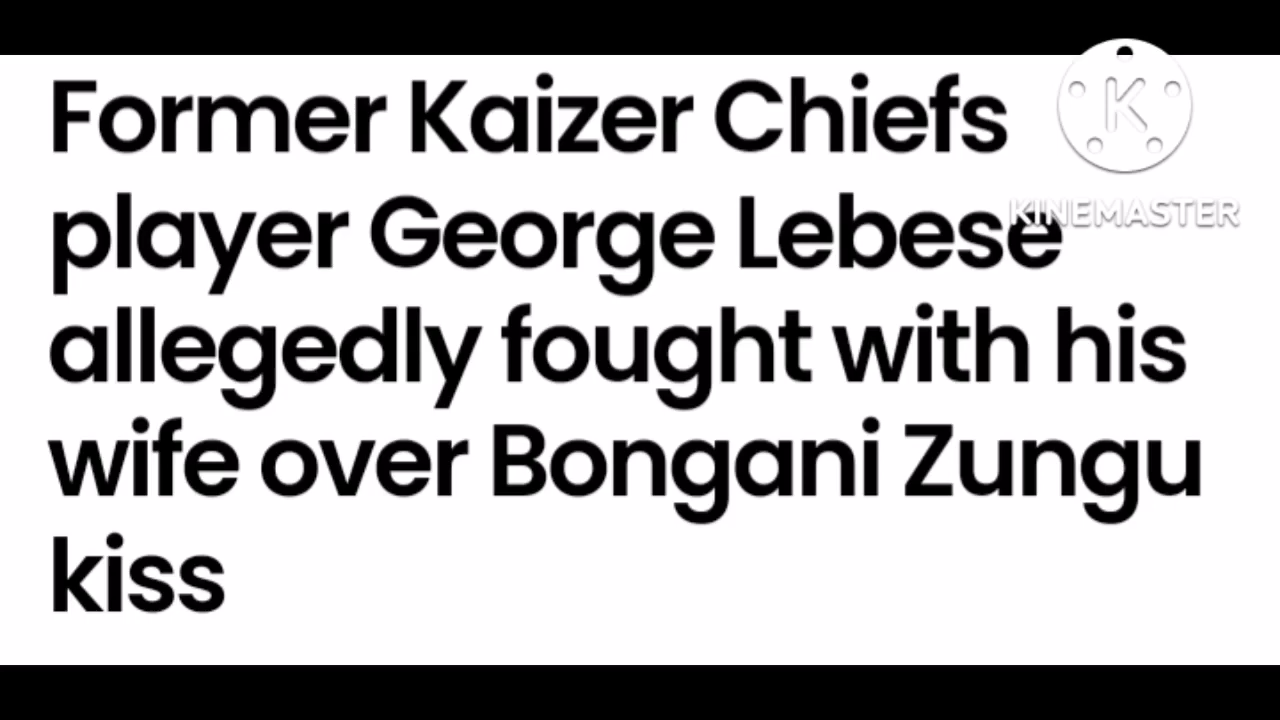 Former Kaizer Chiefs
K
KINEMASTER
player George Lebese
allegedly fought with his
wife over Bongani Zungu
kiss